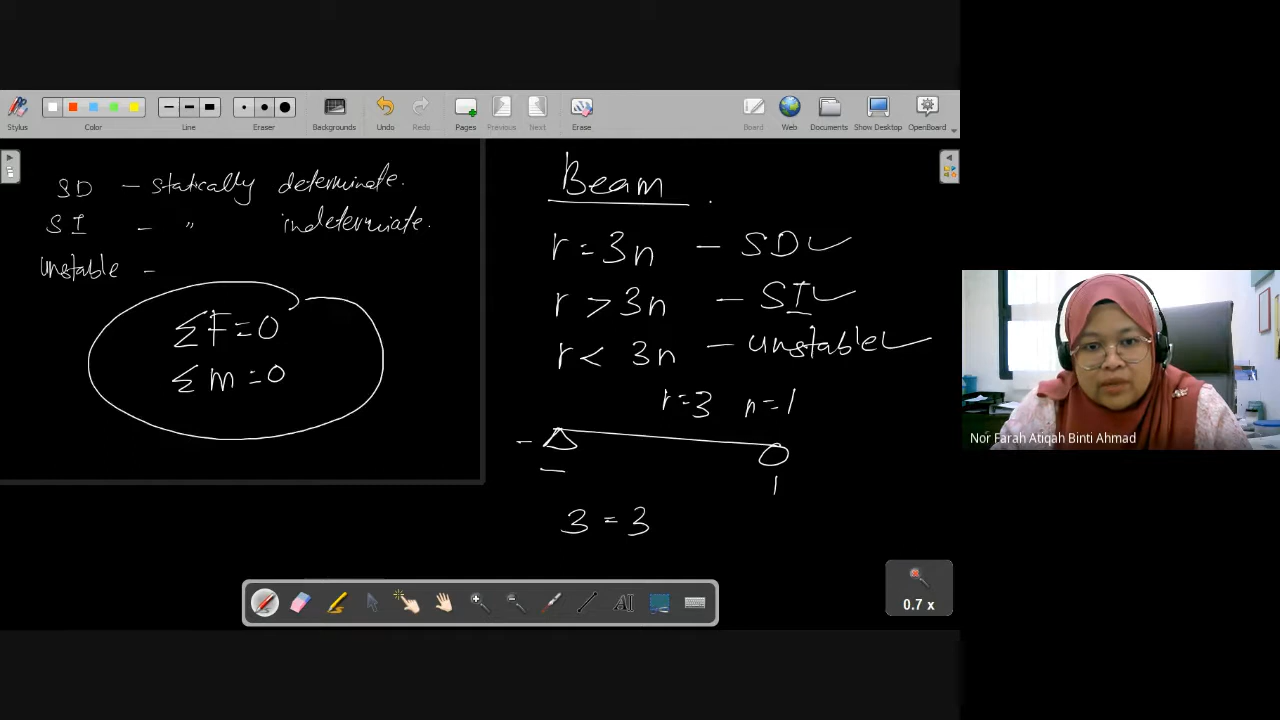 Stylus
Color
Line
Eraser
Backgrounds
Undo
Redo
Pages
Previous
Next
Erase
Board
Web
Documents
Show Desktop
OpenBoard
SD - statically determinate.
SI - " indeterminate.
Unstable -
ΣF=0
Σm=0
Beam
r=3n - SD✓
r>3n - SI✓
r<3n - Unstable✓
r=3 n=1
1
3=3
AI
0.7 x
Nor Farah Atiqah Binti Ahmad